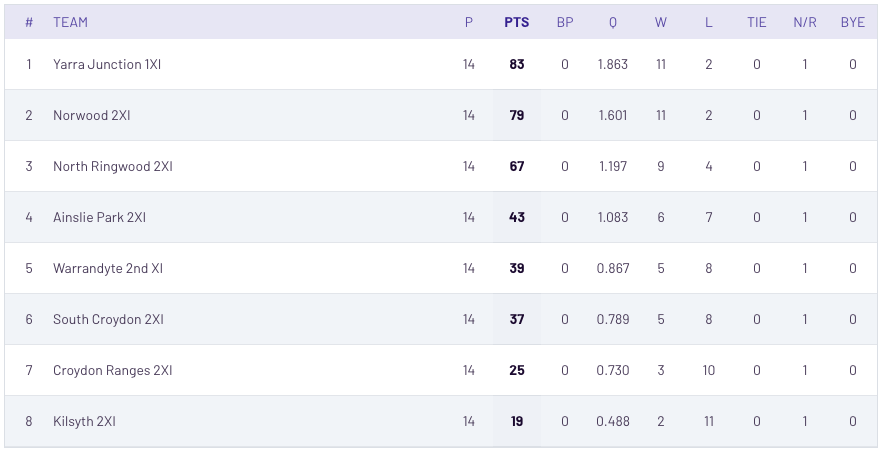 # TEAM P PTS BP Q W L TIE N/R BYE
1 Yarra Junction 1XI 14 83 0 1.863 11 2 0 1 0
2 Norwood 2XI 14 79 0 1.601 11 2 0 1 0
3 North Ringwood 2XI 14 67 0 1.197 9 4 0 1 0
4 Ainslie Park 2XI 14 43 0 1.083 6 7 0 1 0
5 Warrandyte 2nd XI 14 39 0 0.867 5 8 0 1 0
6 South Croydon 2XI 14 37 0 0.789 5 8 0 1 0
7 Croydon Ranges 2XI 14 25 0 0.730 3 10 0 1 0
8 Kilsyth 2XI 14 19 0 0.488 2 11 0 1 0